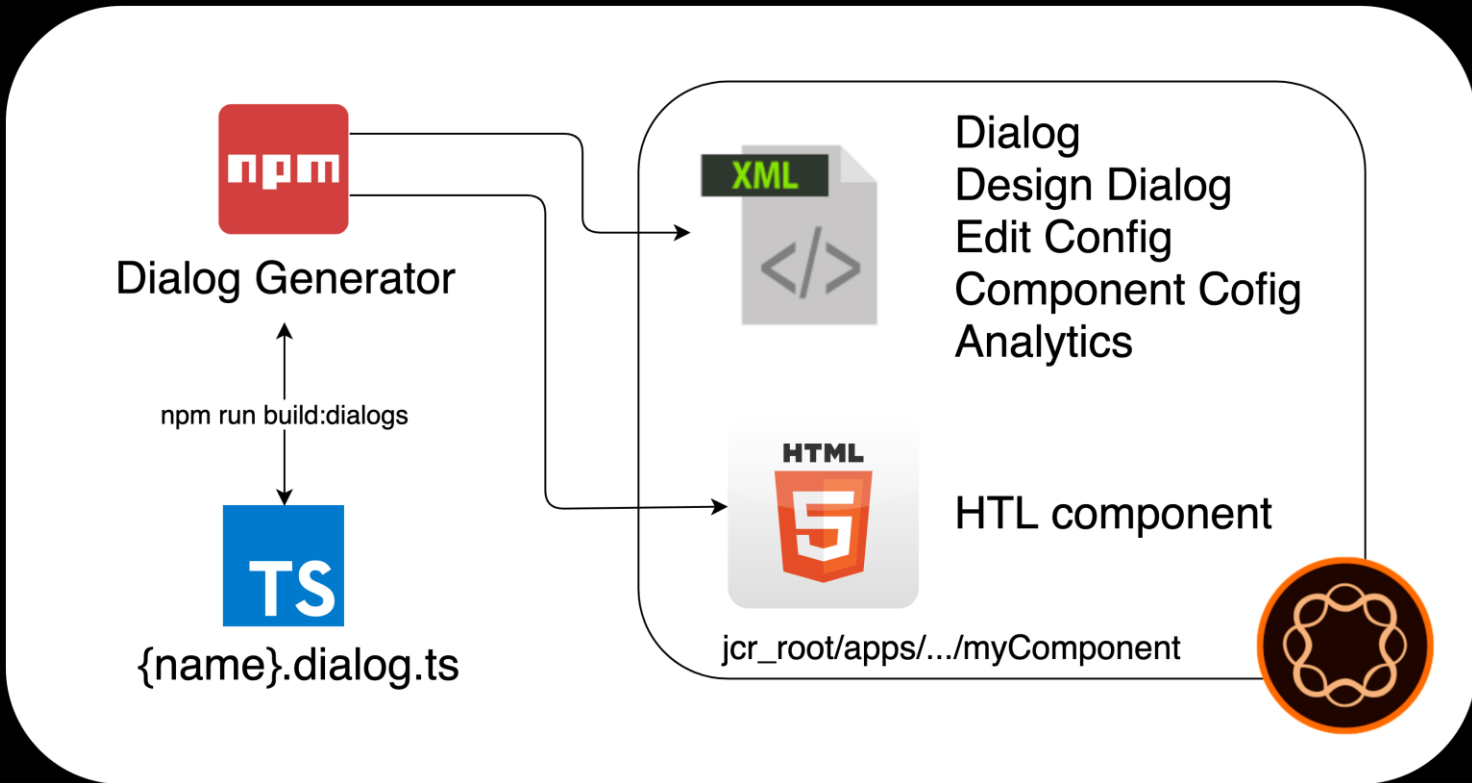 npm
Dialog Generator
npm run build:dialogs
TS
{name}.dialog.ts
XML
</>
Dialog
Design Dialog
Edit Config
Component Cofig
Analytics
HTML
5
HTL component
jcr_root/apps/.../myComponent